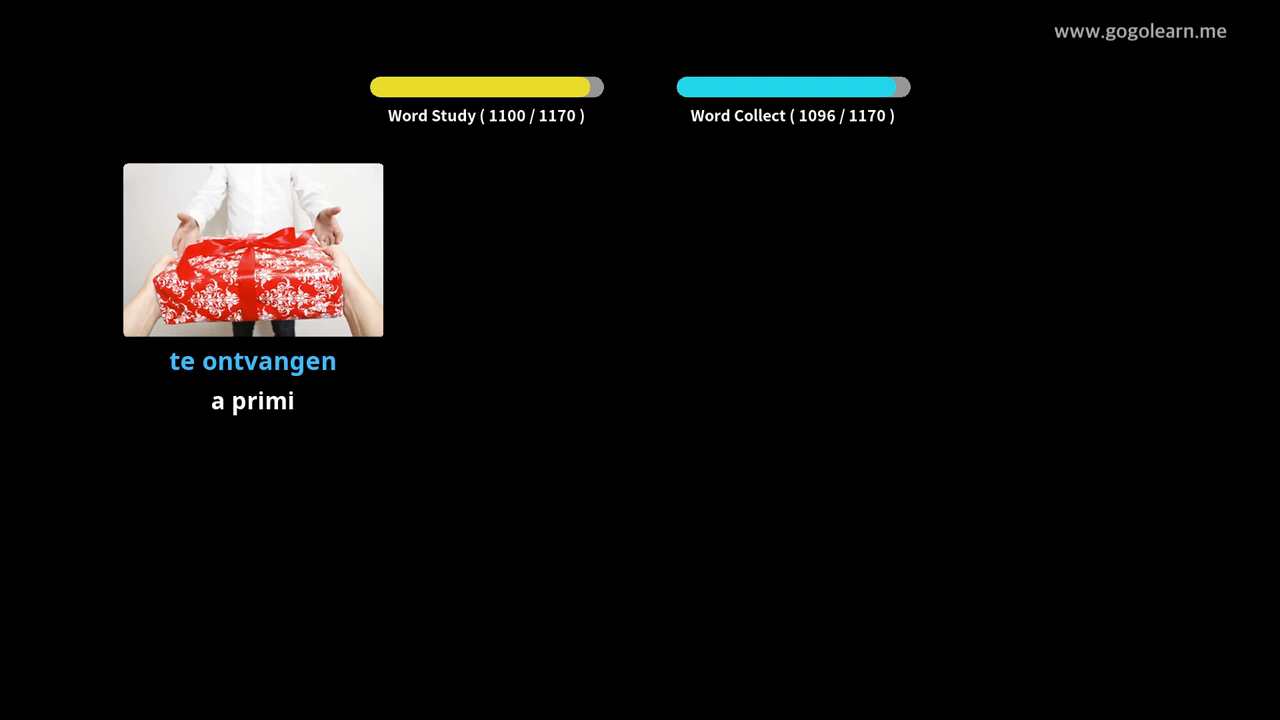 www.gogolearn.me
Word Study ( 1100 / 1170 )
Word Collect ( 1096 / 1170 )
te ontvangen
a primi